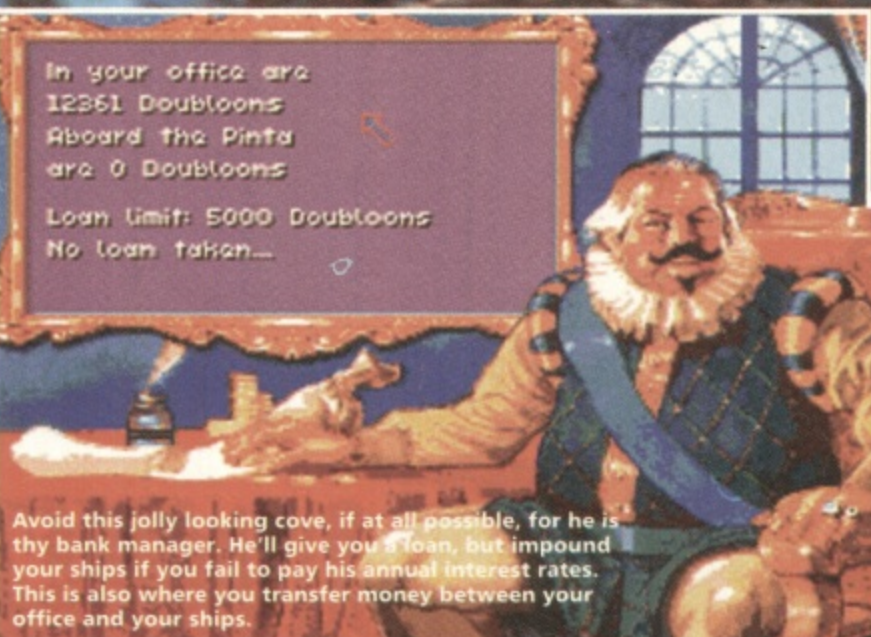 In your office are
12361 Doubloons
Aboard the Pinta
are 0 Doubloons
Loan limit: 5000 Doubloons
No loan taken...
Avoid this jolly looking cove, if at all possible, for he is
thy bank manager. He'll give you a loan, but impound
your ships if you fail to pay his annual interest rates.
This is also where you transfer money between your
office and your ships.